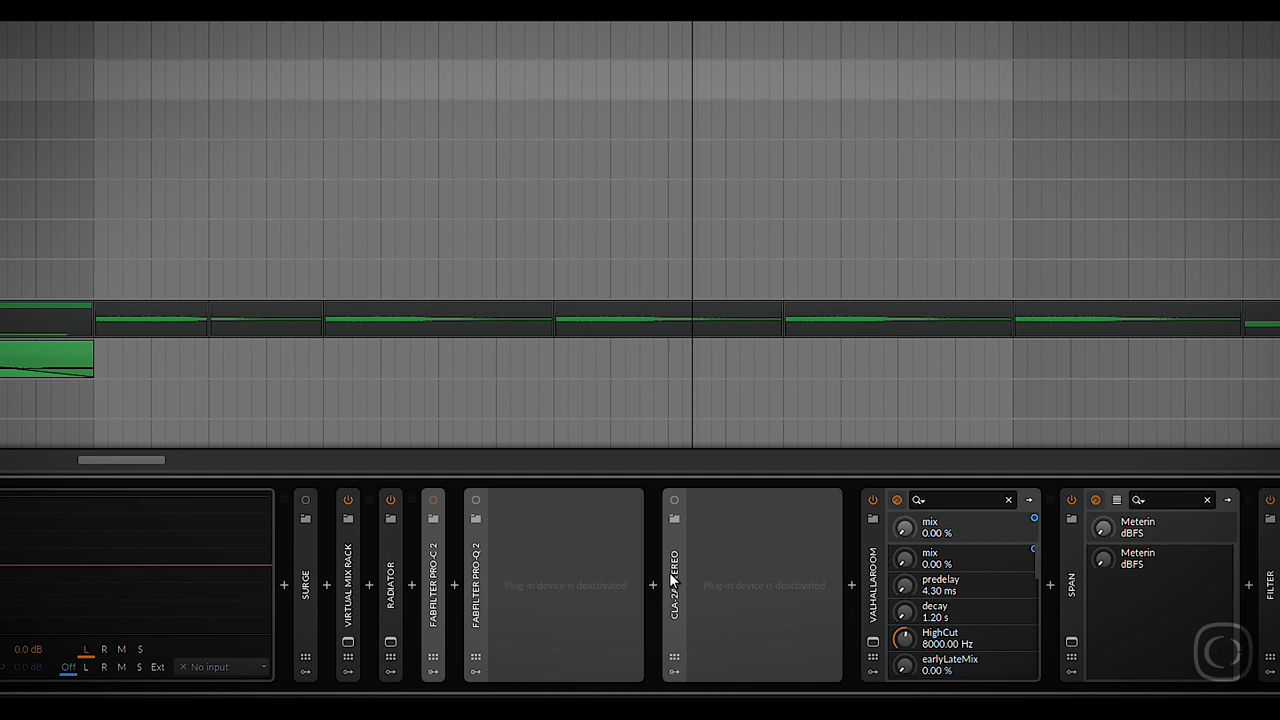 SURGE
VIRTUAL MIX RACK
RADIATOR
FABFILTER PRO-C 2
FABFILTER PRO-Q 2
Plug-in device is deactivated
Plug-in device is deactivated
VALHALLAROOM
mix
0.00 %
mix
0.00 %
predelay
4.30 ms
decay
1.20 s
HighCut
8000.00 Hz
earlyLateMix
0.00 %
SPAN
Meterin
dBFS
Meterin
dBFS
FILTER
0.0 dB L R M S
0.0 dB Off L R M S Ext × No input